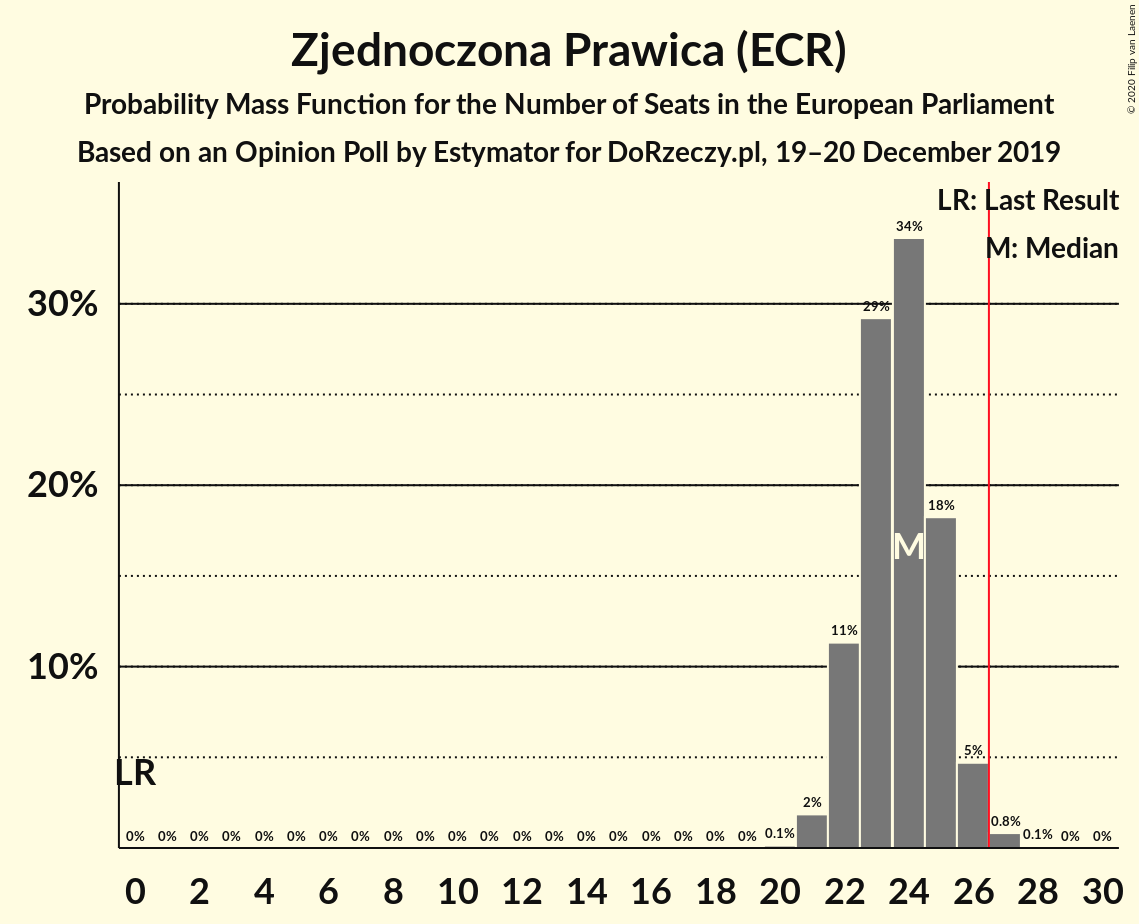 Zjednoczona Prawica (ECR)
Probability Mass Function for the Number of Seats in the European Parliament
Based on an Opinion Poll by Estymator for DoRzeczy.pl, 19–20 December 2019
© 2020 Filip van Laenen
LR: Last Result
M: Median
30%
20%
10%
34%
29%
18%
M
11%
5%
LR
2%
0% 0% 0% 0% 0% 0% 0% 0% 0% 0% 0% 0% 0% 0% 0% 0% 0% 0% 0% 0% 0.1% 0.8% 0.1% 0% 0%
0 2 4 6 8 10 12 14 16 18 20 22 24 26 28 30